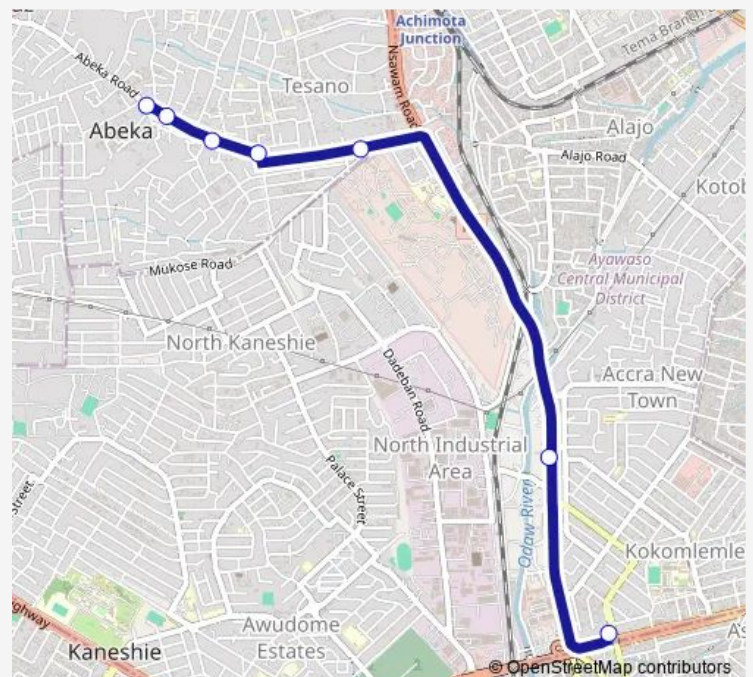 Achimota
Junction
Nsawam Road
Tema Branch
Abeka Road
Tesano
Abeka
Alajo
Alajo Road
Ayawaso
Central Municipal
District
Mukose Road
North Kaneshie
Dadeban Road
Accra New
Town
North Industrial
Area
Palace Street
Street
Odaw River
Kokomlemle
Awudome
Estates
Kaneshie
2
© OpenStreetMap contributors